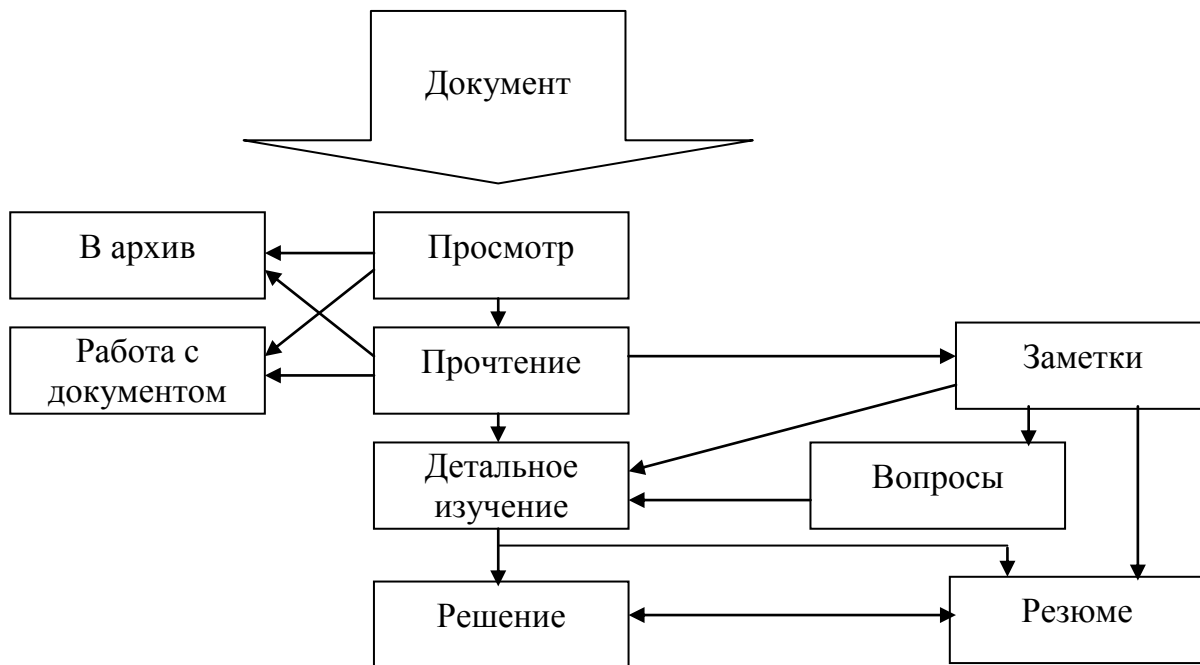 Документ
В архив
Просмотр
Работа с
документом
Прочтение
Заметки
Детальное
изучение
Вопросы
Решение
Резюме